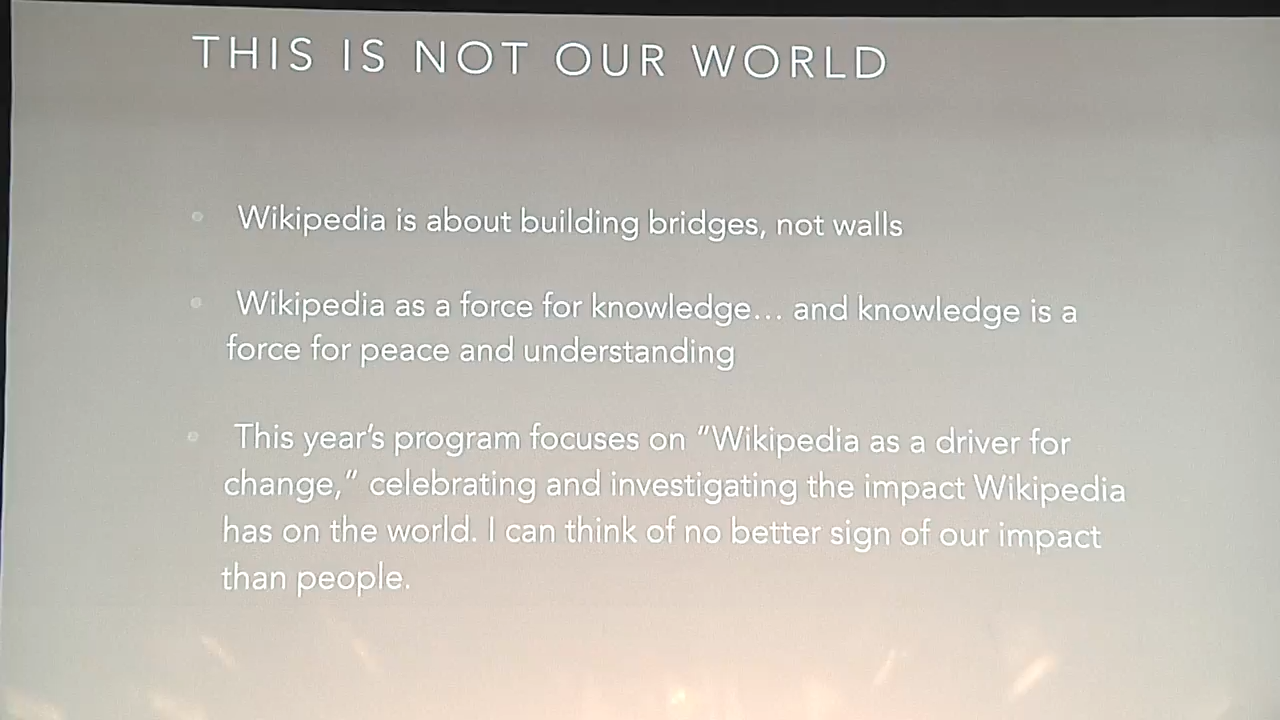 THIS IS NOT OUR WORLD
Wikipedia is about building bridges, not walls
Wikipedia as a force for knowledge... and knowledge is a
force for peace and understanding
This year's program focuses on "Wikipedia as a driver for
change," celebrating and investigating the impact Wikipedia
has on the world. I can think of no better sign of our impact
than people.